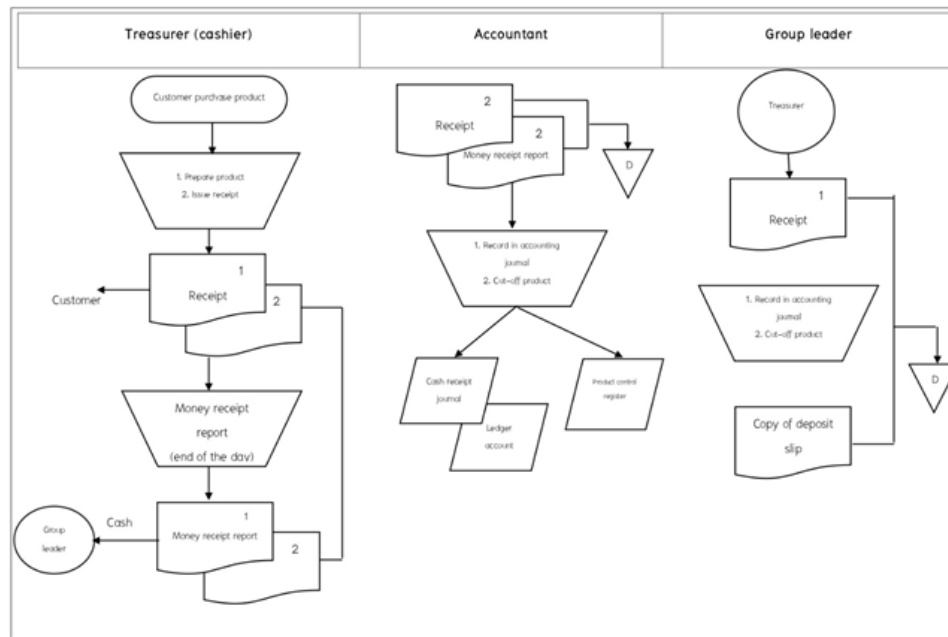 Treasurer (cashier)
Accountant
Group leader
Customer purchase product
1. Prepare product
2. Issue receipt
1
Receipt
2
Customer
Money receipt
report
(end of the day)
1
Money receipt report
2
Cash
Group
leader
2
Receipt
2
Money receipt report
D
1. Record in accounting
journal
2. Cut-off product
Cash receipt
journal
Ledger
account
Product control
register
Treasurer
1
Receipt
1. Record in accounting
journal
2. Cut-off product
D
Copy of deposit
slip